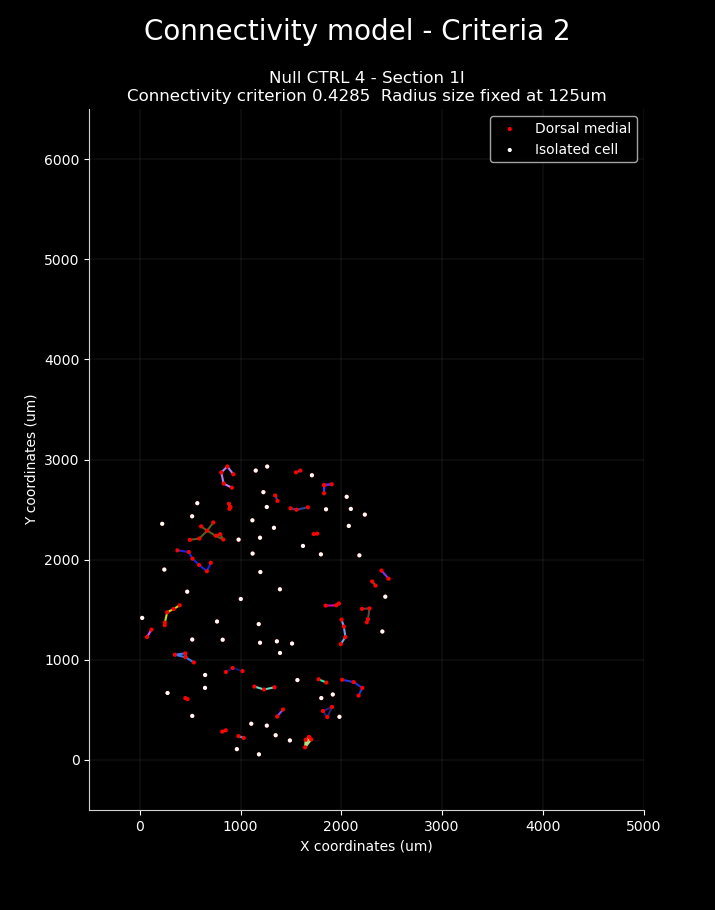 Connectivity model - Criteria 2
Null CTRL 4 - Section 1l
Connectivity criterion 0.4285  Radius size fixed at 125um
Dorsal medial
Isolated cell
6000
5000
4000
3000
2000
1000
0
Y coordinates (um)
0 1000 2000 3000 4000 5000
X coordinates (um)